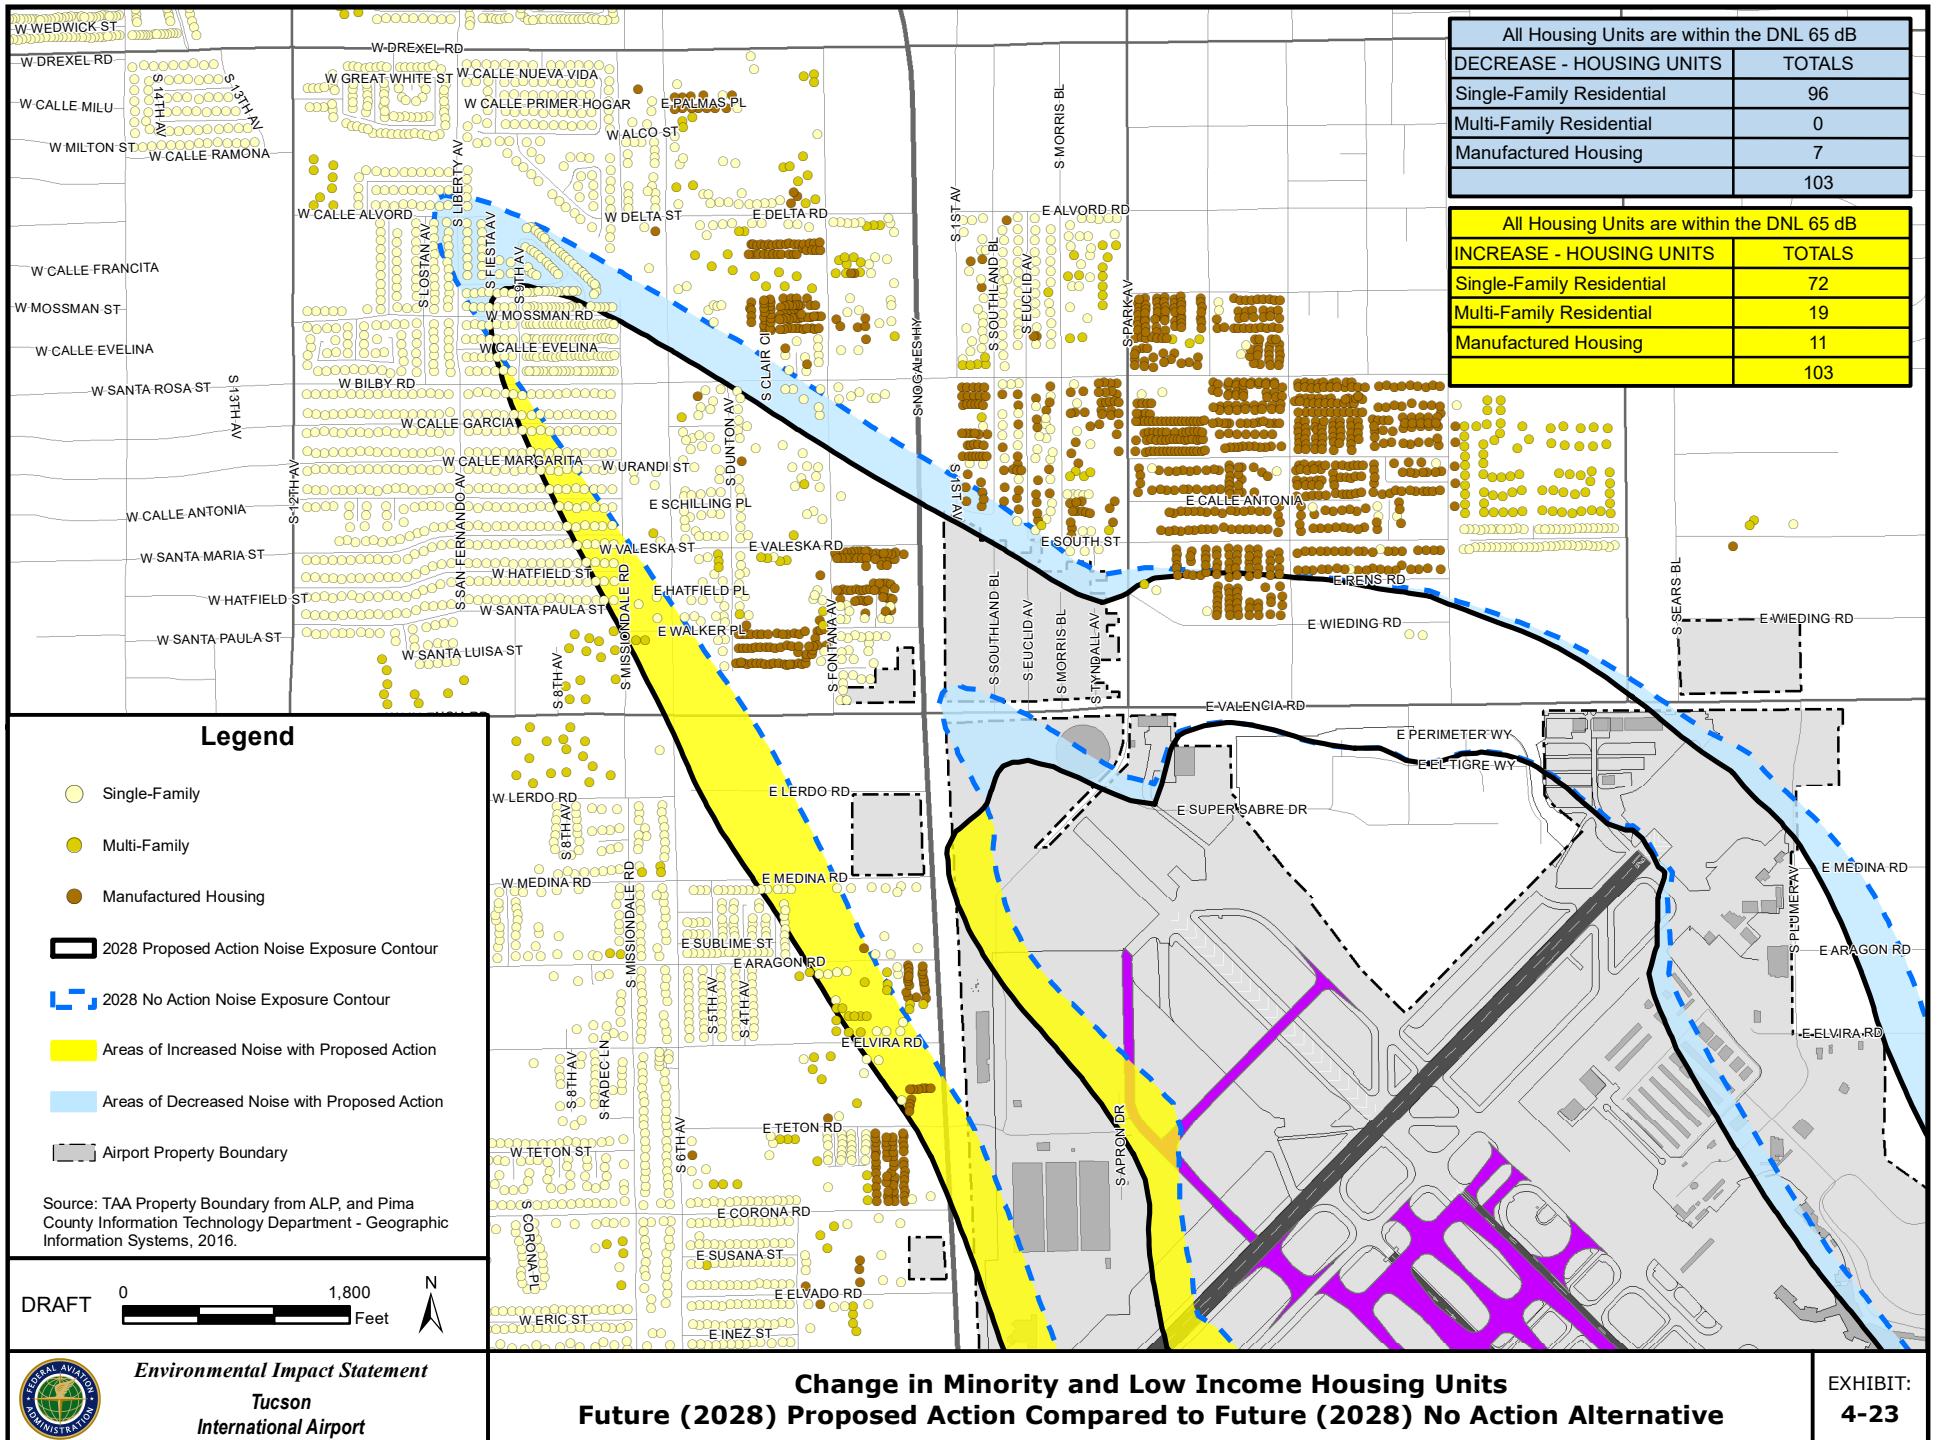 W WEDWICK ST
W DREXEL RD
W DREXEL RD
W CALLE MILU
W MILTON ST
W CALLE RAMONA
S 14TH AV
S 13TH AV
W GREAT WHITE ST
W CALLE NUEVA VIDA
W CALLE PRIMER HOGAR
E PALMAS PL
W ALCO ST
S LIBERTY AV
W CALLE ALVORD
W DELTA ST
E DELTA RD
S FIESTA AV
S LOSTAN AV
S 9TH AV
S MORRIS BL
S 1ST AV
E ALVORD RD
S SOUTHLAND BL
S EUCLID AV
S PARK AV
W CALLE FRANCITA
W MOSSMAN ST
W MOSSMAN RD
W CALLE EVELINA
W CALLE EVELINA
S CLAIR CI
S NOGALES HY
W SANTA ROSA ST
S 13TH AV
W BILBY RD
W CALLE GARCIA
S DUNTON AV
W CALLE MARGARITA
W URANDI ST
S 12TH AV
S SAN FERNANDO AV
E SCHILLING PL
S 1ST AV
E CALLE ANTONIA
W CALLE ANTONIA
W SANTA MARIA ST
W VALESKA ST
E VALESKA RD
E SOUTH ST
W HATFIELD ST
W HATFIELD ST
E HATFIELD PL
W SANTA PAULA ST
W SANTA PAULA ST
S MISSIONDALE RD
E WALKER PL
S FONTANA AV
W SANTA LUISA ST
S 8TH AV
S SOUTHLAND BL
S EUCLID AV
S MORRIS BL
S TYNDALL AV
E RENS RD
E WIEDING RD
S SEARS BL
E WIEDING RD
E VALENCIA RD
E PERIMETER WY
E EL TIGRE WY
E SUPER SABRE DR
W LERDO RD
E LERDO RD
S 8TH AV
W MEDINA RD
E MEDINA RD
E MEDINA RD
S MISSIONDALE RD
E SUBLIME ST
E ARAGON RD
E ARAGON RD
S PLUMER AV
S 5TH AV
S 4TH AV
E ELVIRA RD
E ELVIRA RD
S 8TH AV
S RADEC LN
S 6TH AV
E TETON RD
W TETON ST
S APRON DR
S CORONA PL
E CORONA RD
E SUSANA ST
E ELVADO RD
W ERIC ST
E INEZ ST
All Housing Units are within the DNL 65 dB
DECREASE - HOUSING UNITS TOTALS
Single-Family Residential 96
Multi-Family Residential 0
Manufactured Housing 7
103
All Housing Units are within the DNL 65 dB
INCREASE - HOUSING UNITS TOTALS
Single-Family Residential 72
Multi-Family Residential 19
Manufactured Housing 11
103
Legend
Single-Family
Multi-Family
Manufactured Housing
2028 Proposed Action Noise Exposure Contour
2028 No Action Noise Exposure Contour
Areas of Increased Noise with Proposed Action
Areas of Decreased Noise with Proposed Action
Airport Property Boundary
Source: TAA Property Boundary from ALP, and Pima
County Information Technology Department - Geographic
Information Systems, 2016.
DRAFT
0 1,800
Feet
N
FEDERAL AVIATION
ADMINISTRATION
Environmental Impact Statement
Tucson
International Airport
Change in Minority and Low Income Housing Units
Future (2028) Proposed Action Compared to Future (2028) No Action Alternative
EXHIBIT:
4-23